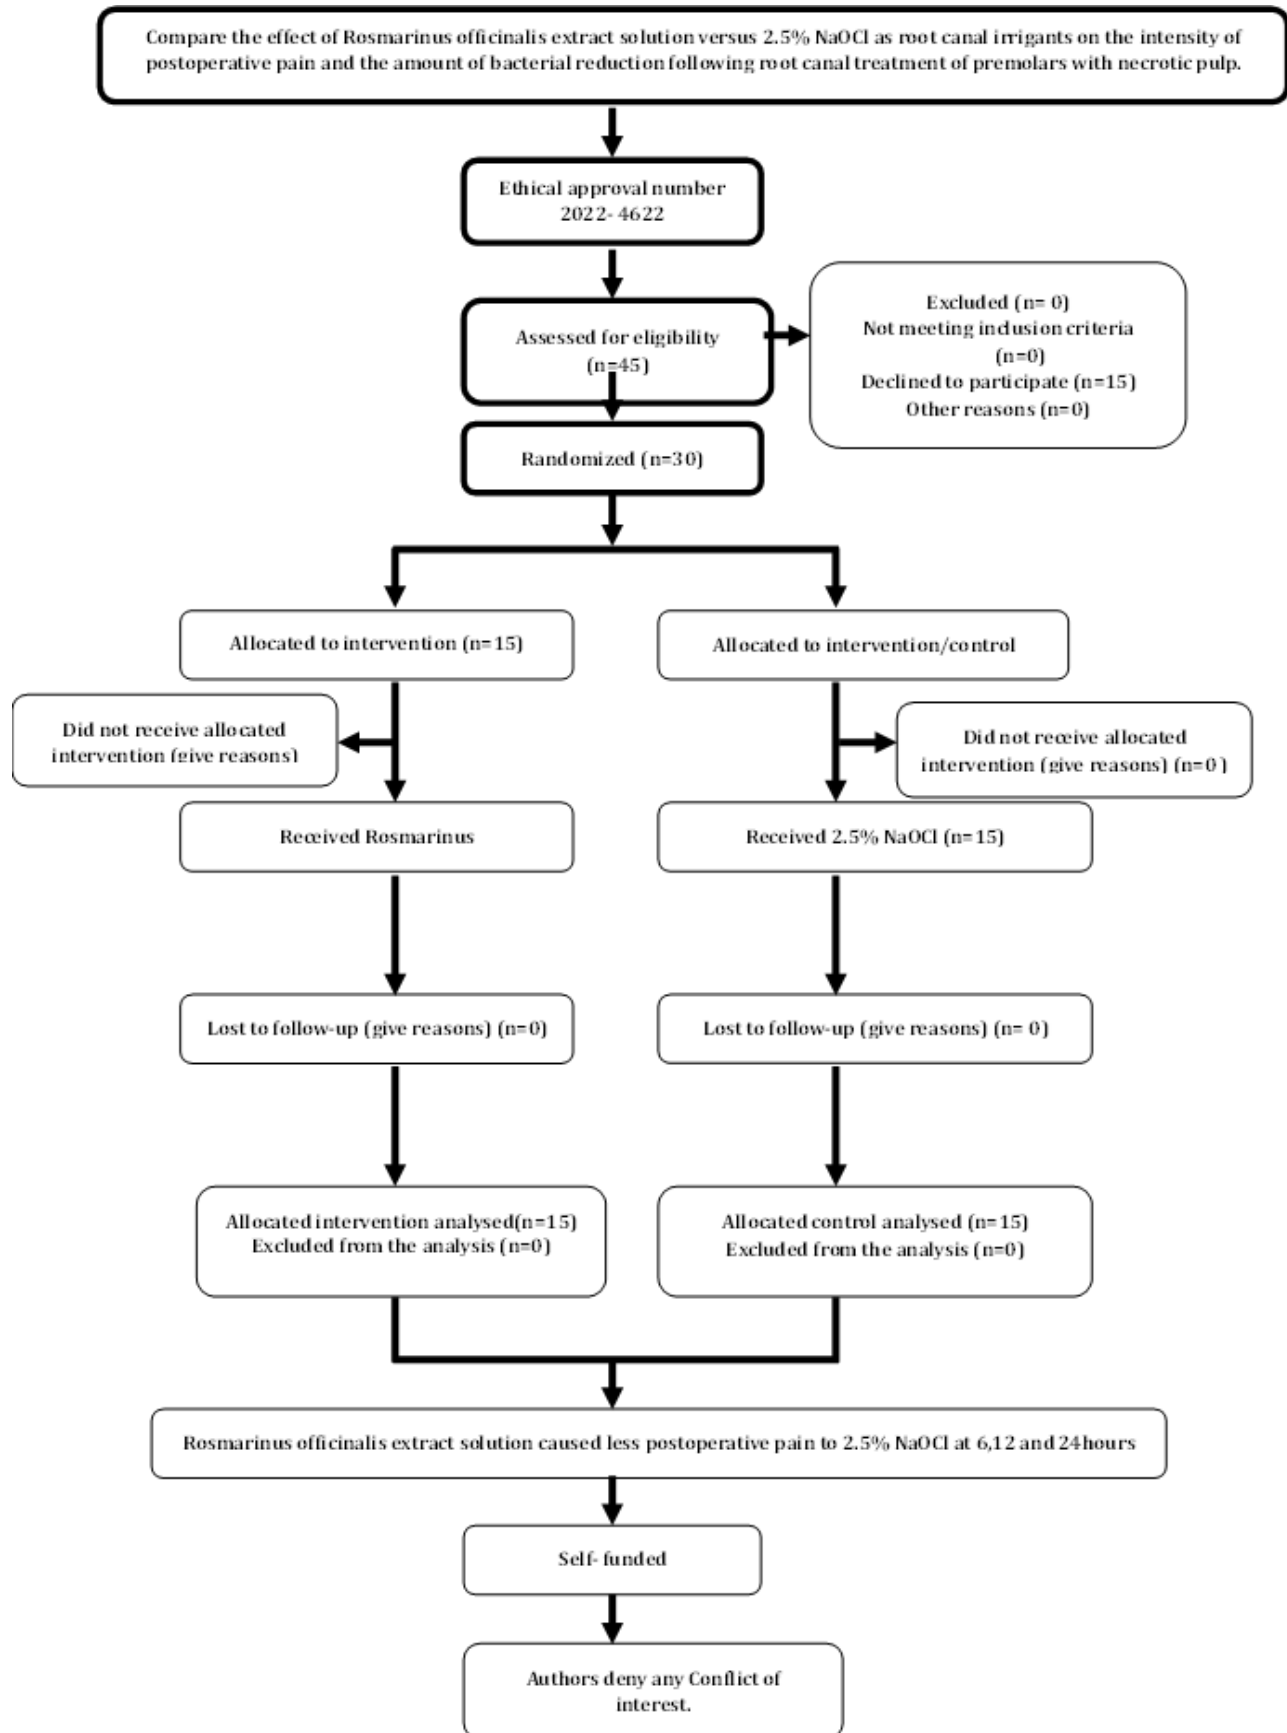 Compare the effect of Rosmarinus officinalis extract solution versus 2.5% NaOCl as root canal irrigants on the intensity of
postoperative pain and the amount of bacterial reduction following root canal treatment of premolars with necrotic pulp.
Ethical approval number
2022- 4622
Assessed for eligibility
(n=45)
Excluded (n= 0)
Not meeting inclusion criteria
(n=0)
Declined to participate (n=15)
Other reasons (n=0)
Randomized (n=30)
Allocated to intervention (n=15)
Allocated to intervention/control
Did not receive allocated
intervention (give reasons)
Did not receive allocated
intervention (give reasons) (n=0)
Received Rosmarinus
Received 2.5% NaOCl (n=15)
Lost to follow-up (give reasons) (n=0)
Lost to follow-up (give reasons) (n= 0)
Allocated intervention analysed(n=15)
Excluded from the analysis (n=0)
Allocated control analysed (n=15)
Excluded from the analysis (n=0)
Rosmarinus officinalis extract solution caused less postoperative pain to 2.5% NaOCl at 6,12 and 24hours
Self- funded
Authors deny any Conflict of
interest.